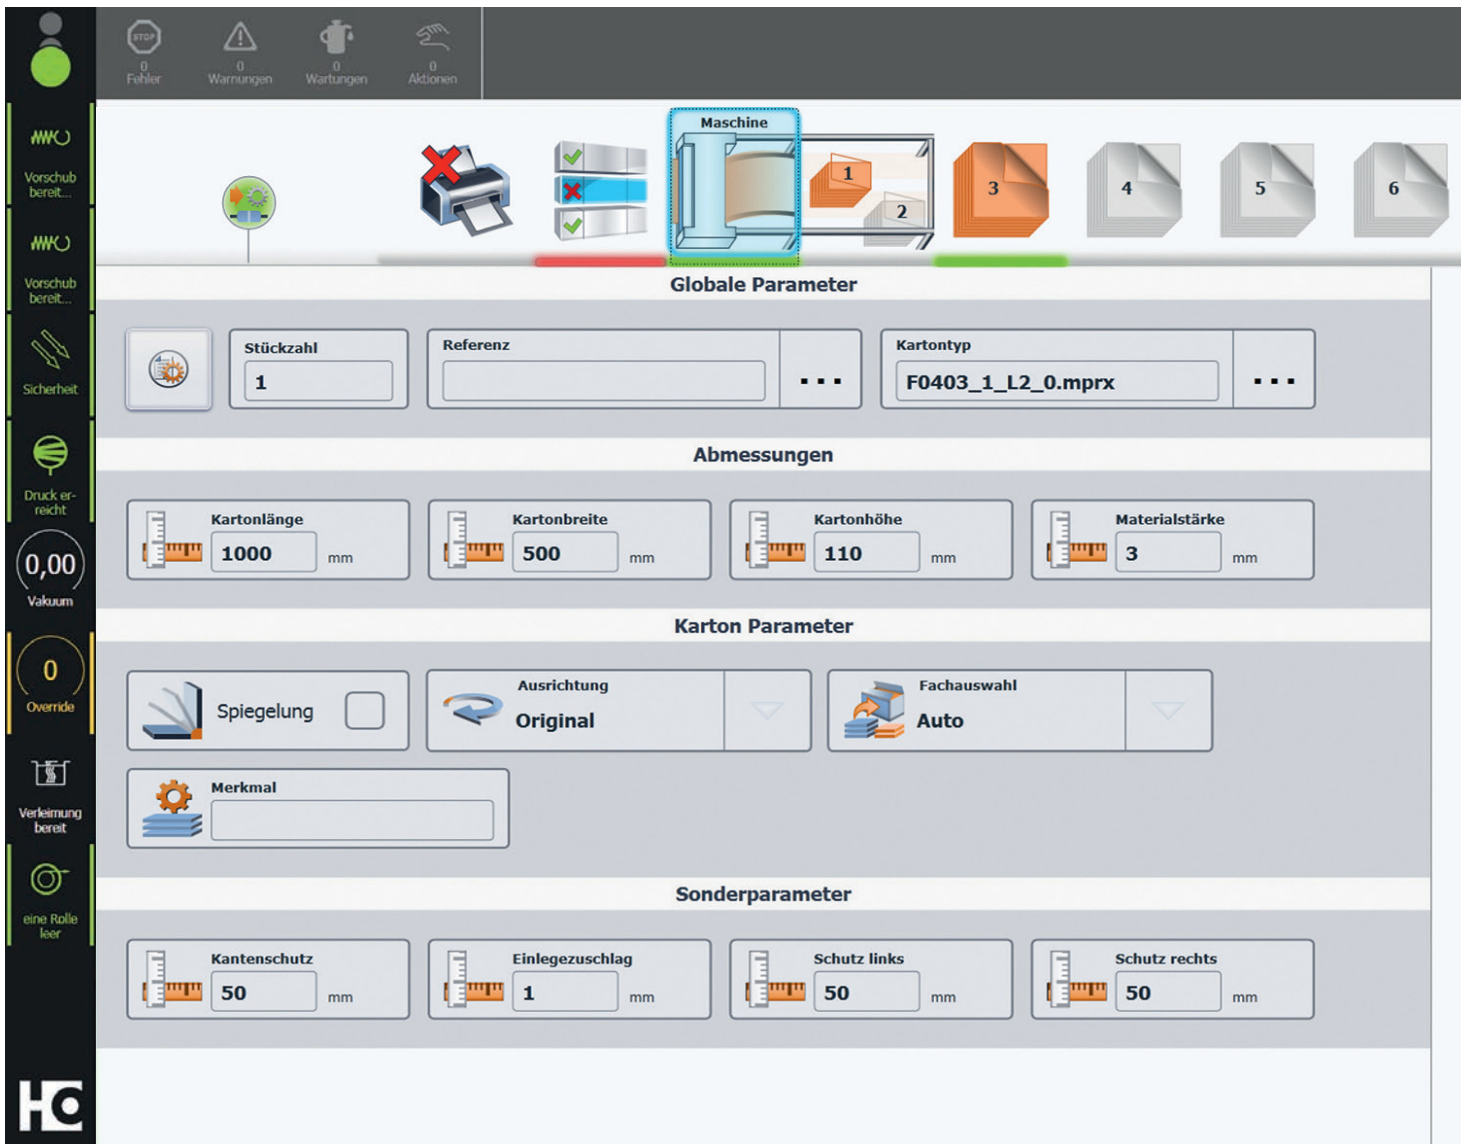 STOP
0
Fehler
0
Warnungen
0
Wartungen
0
Aktionen
Vorschub
bereit...
Vorschub
bereit...
Sicherheit
Druck er-
reicht
0,00
Vakuum
0
Override
Verleimung
bereit
eine Rolle
leer
Maschine
1
2
3
4
5
6
Globale Parameter
Stückzahl
1
Referenz
...
Kartontyp
F0403_1_L2_0.mprx
...
Abmessungen
Kartonlänge
1000 mm
Kartonbreite
500 mm
Kartonhöhe
110 mm
Materialstärke
3 mm
Karton Parameter
Spiegelung
Ausrichtung
Original
Fachauswahl
Auto
Merkmal
Sonderparameter
Kantenschutz
50 mm
Einlegezuschlag
1 mm
Schutz links
50 mm
Schutz rechts
50 mm